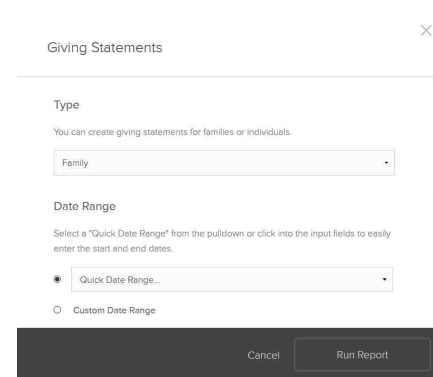 Giving Statements
Type
You can create giving statements for families or individuals.
Family
Date Range
Select a "Quick Date Range" from the pulldown or click into the input fields to easily
enter the start and end dates.
Quick Date Range...
Custom Date Range
Cancel Run Report